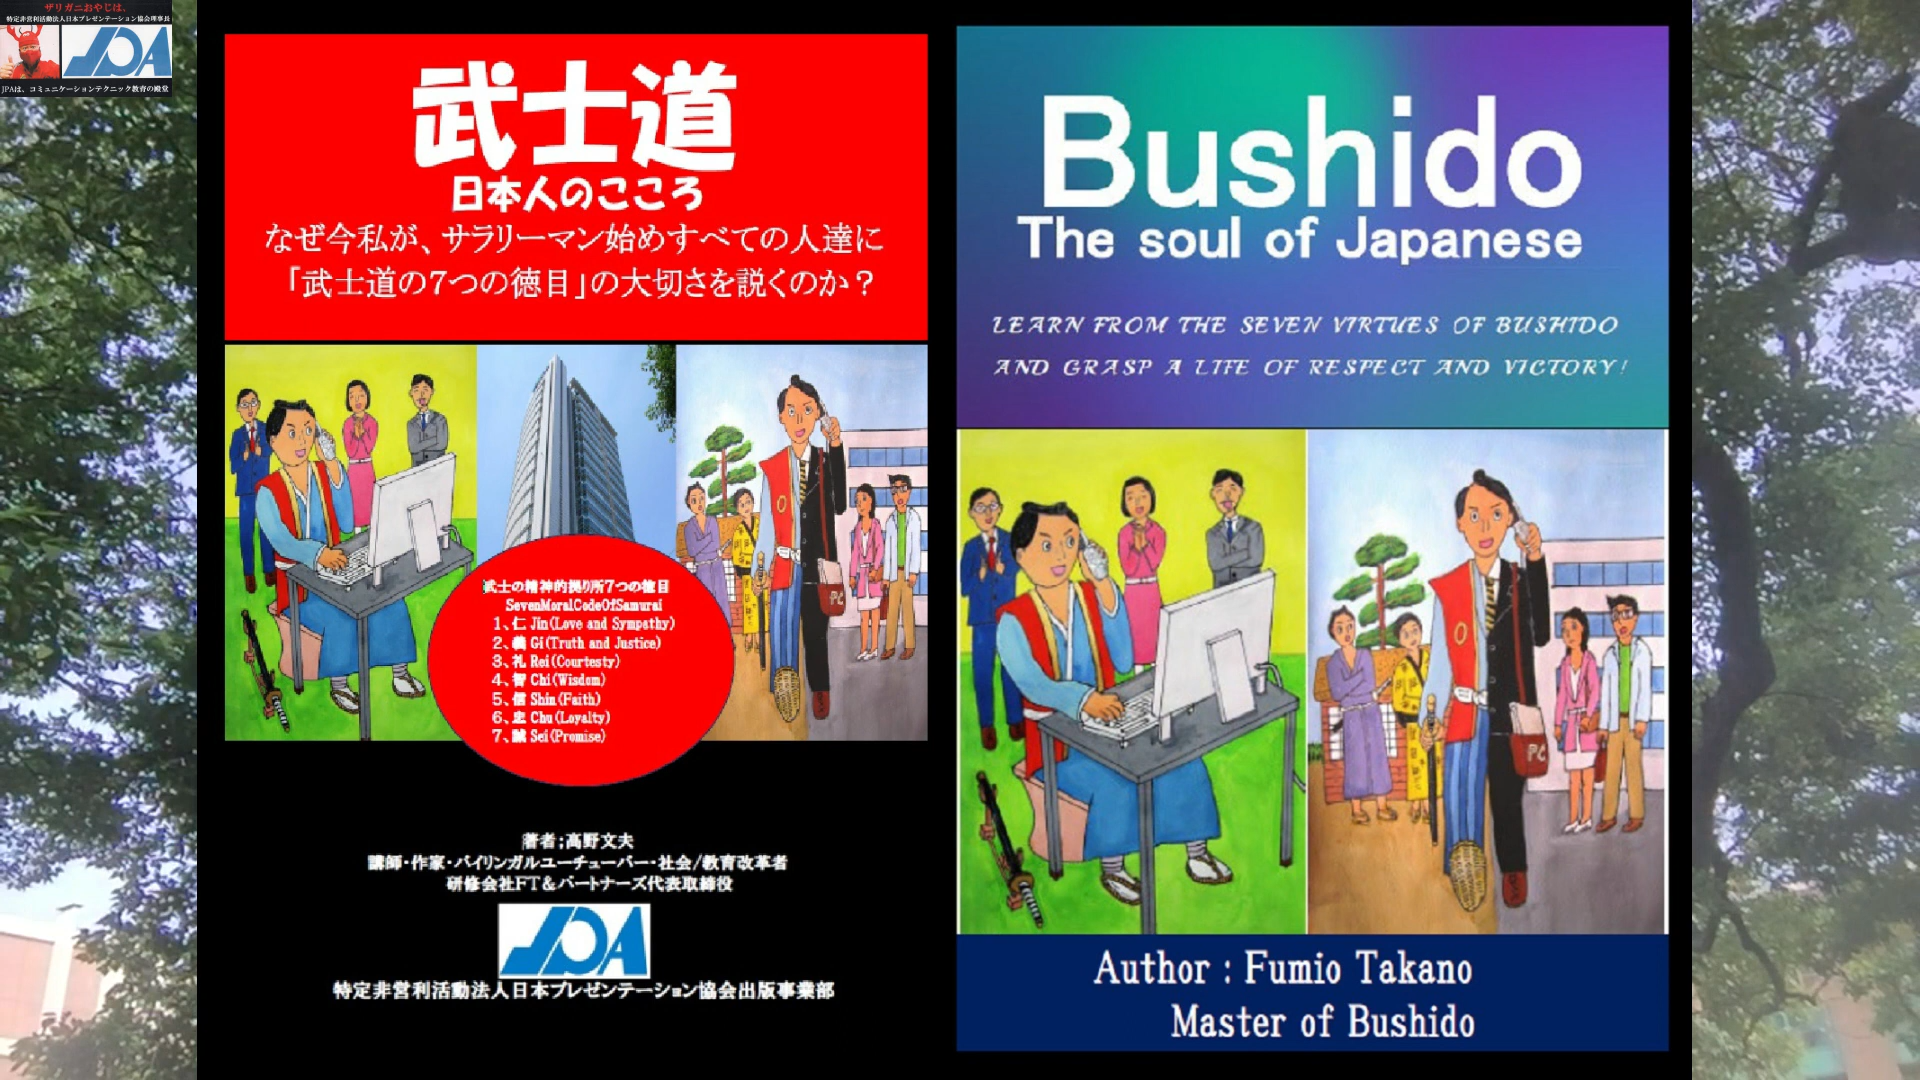 ザリガニおやじは、
特定非営利活動法人日本プレゼンテーション協会理事長
JPA
JPAは、コミュニケーションテクニック教育の殿堂
武士道
日本人のこころ
なぜ今私が、サラリーマン始めすべての人達に
「武士道の7つの徳目」の大切さを説くのか？
PC
武士の精神的拠り所7つの徳目
SevenMoralCodeOfSamurai
1、仁 Jin(Love and Sympathy)
2、義 Gi(Truth and Justice)
3、礼 Rei(Courtesty)
4、智 Chi(Wisdom)
5、信 Shin(Faith)
6、忠 Chu(Loyalty)
7、誠 Sei(Promise)
著者:高野文夫
講師・作家・バイリンガルユーチューバー・社会/教育改革者
研修会社FT&パートナーズ代表取締役
JPA
特定非営利活動法人日本プレゼンテーション協会出版事業部
Bushido
The soul of Japanese
LEARN FROM THE SEVEN VIRTUES OF BUSHIDO
AND GRASP A LIFE OF RESPECT AND VICTORY!
PC
Author : Fumio Takano
Master of Bushido